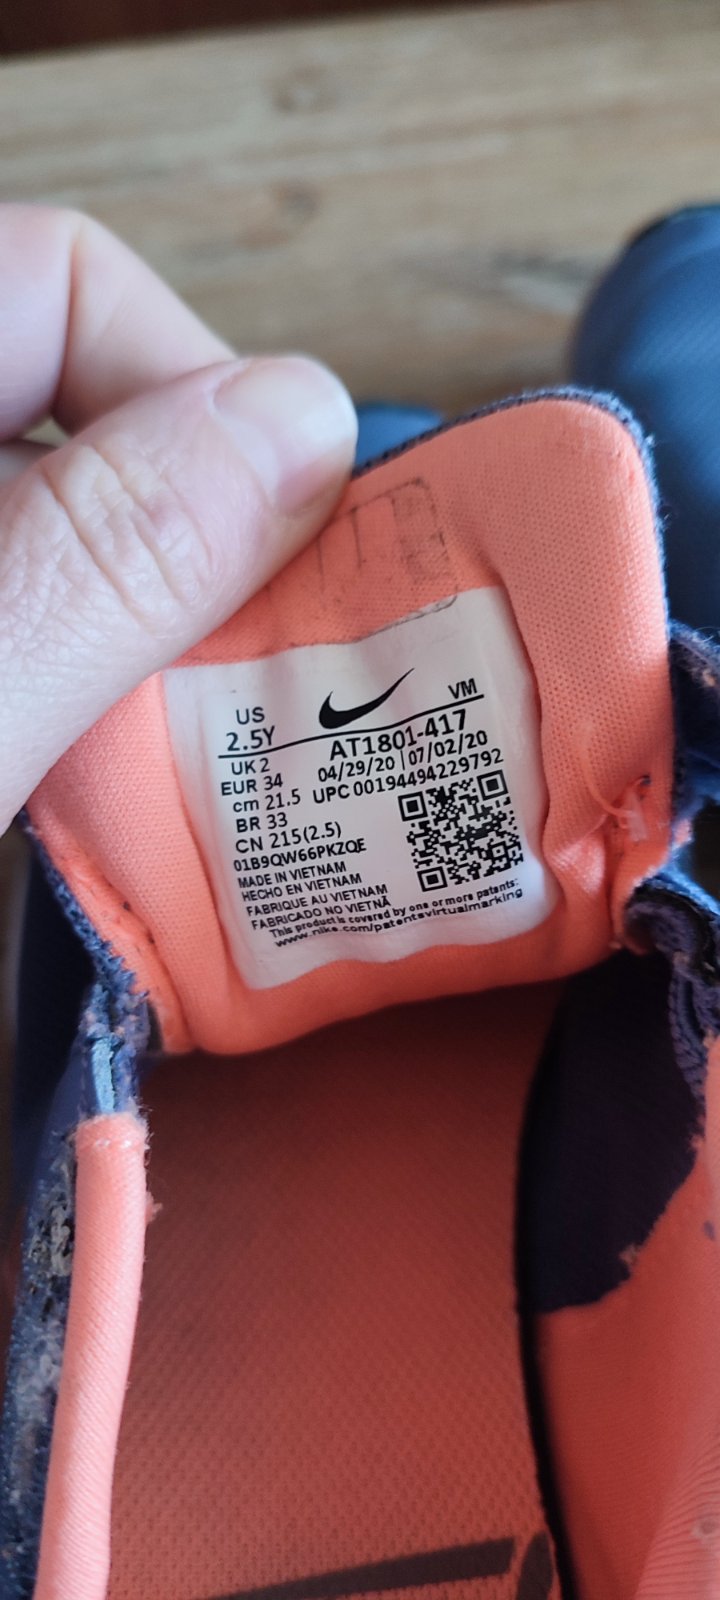 US
2.5Y
VM
UK 2
EUR 34
cm 21.5
BR 33
CN 215(2.5)
AT1801-417
04/29/20 | 07/02/20
UPC 00194494229792
01B9QW66PKZQE
MADE IN VIETNAM
HECHO EN VIETNAM
FABRIQUE AU VIETNAM
FABRICADO NO VIETNÃ
This product is covered by one or more patents:
www.nike.com/patentsvirtualmarking